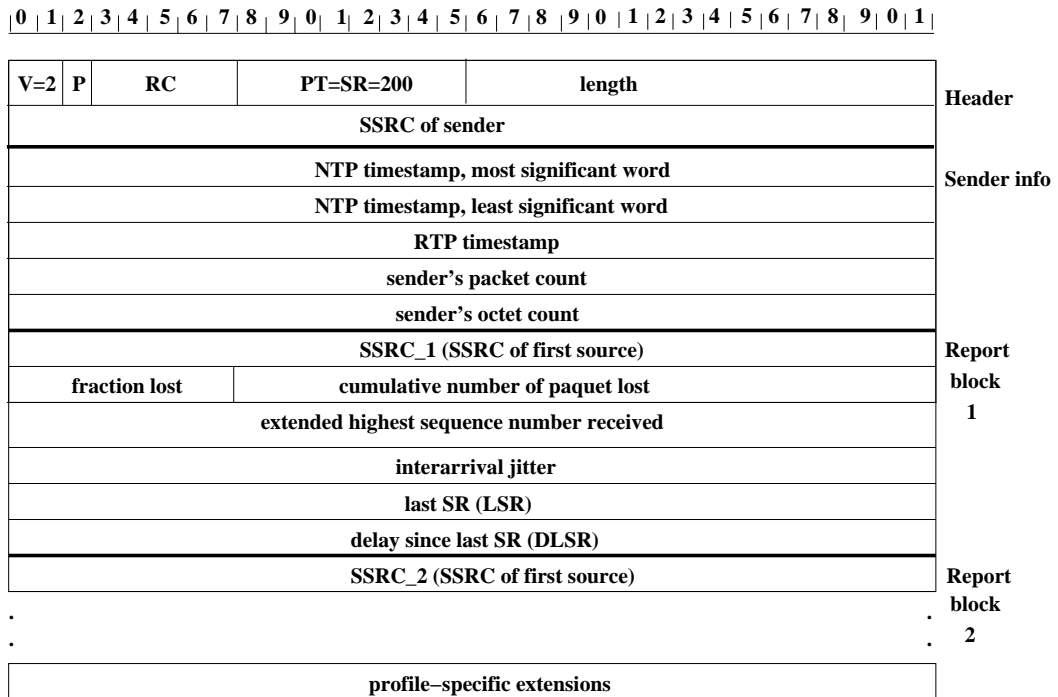 0 1 2 3 4 5 6 7 8 9 0 1 2 3 4 5 6 7 8 9 0 1 2 3 4 5 6 7 8 9 0 1
V=2 P RC PT=SR=200 length
Header
SSRC of sender
NTP timestamp, most significant word
Sender info
NTP timestamp, least significant word
RTP timestamp
sender's packet count
sender's octet count
SSRC_1 (SSRC of first source) Report
fraction lost cumulative number of paquet lost block
extended highest sequence number received 1
interarrival jitter
last SR (LSR)
delay since last SR (DLSR)
SSRC_2 (SSRC of first source) Report
block
. .
. . 2
profile−specific extensions